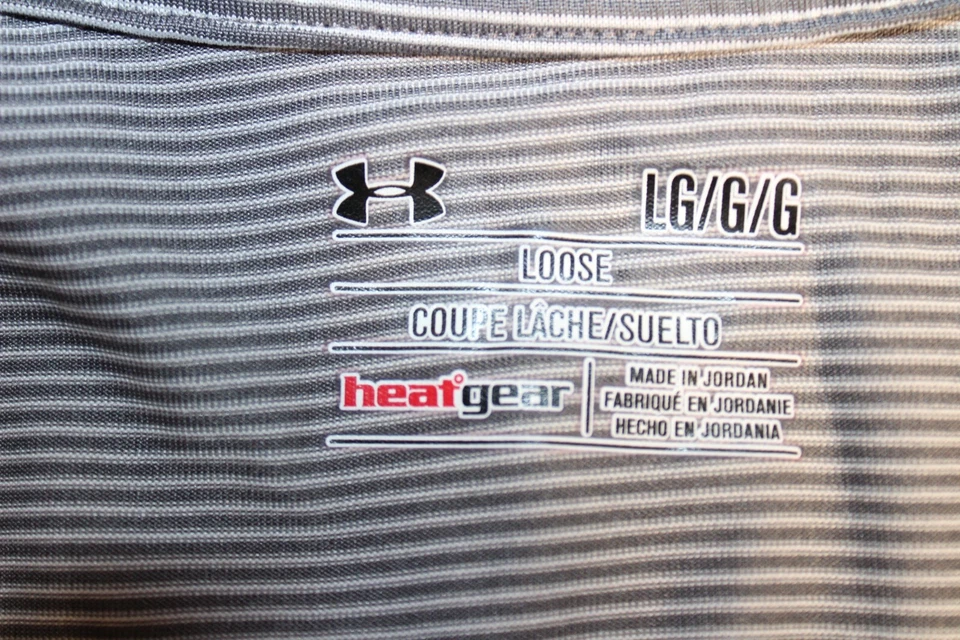 LG/G/G
LOOSE
COUPE LÂCHE/SUELTO
heatgear
MADE IN JORDAN
FABRIQUÉ EN JORDANIE
HECHO EN JORDANIA